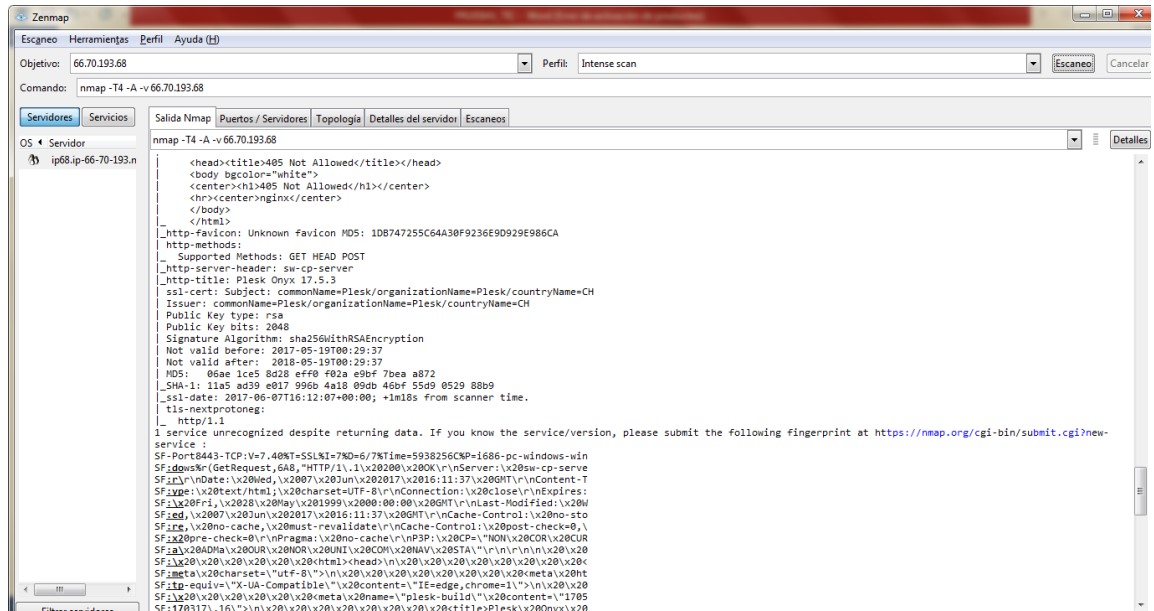 Zenmap
Escaneo Herramientas Perfil Ayuda (H)
Objetivo: 66.70.193.68 Perfil: Intense scan Escaneo Cancelar
Comando: nmap -T4 -A -v 66.70.193.68
Servidores Servicios
Salida Nmap Puertos / Servidores Topología Detalles del servidor Escaneos
OS Servidor
ip68.ip-66-70-193.n
nmap -T4 -A -v 66.70.193.68 Detalles
| <head><title>405 Not Allowed</title></head>
| <body bgcolor="white">
| <center><h1>405 Not Allowed</h1></center>
| <hr><center>nginx</center>
| </body>
|_ </html>
|_http-favicon: Unknown favicon MD5: 1DB747255C64A30F9236E9D929E986CA
| http-methods:
|_ Supported Methods: GET HEAD POST
|_http-server-header: sw-cp-server
|_http-title: Plesk Onyx 17.5.3
| ssl-cert: Subject: commonName=Plesk/organizationName=Plesk/countryName=CH
| Issuer: commonName=Plesk/organizationName=Plesk/countryName=CH
| Public Key type: rsa
| Public Key bits: 2048
| Signature Algorithm: sha256WithRSAEncryption
| Not valid before: 2017-05-19T00:29:37
| Not valid after: 2018-05-19T00:29:37
| MD5: 06ae 1ce5 8d28 eff0 f02a e9bf 7bea a872
|_SHA-1: 11a5 ad39 e017 996b 4a18 09db 46bf 55d9 0529 88b9
|_ssl-date: 2017-06-07T16:12:07+00:00; +1m18s from scanner time.
| tls-nextprotoneg:
|_ http/1.1
1 service unrecognized despite returning data. If you know the service/version, please submit the following fingerprint at https://nmap.org/cgi-bin/submit.cgi?new-
service :
SF-Port8443-TCP:V=7.40%T=SSL%I=7%D=6/7%Time=5938256C%P=i686-pc-windows-win
SF:dows%r(GetRequest,6A8,"HTTP/1\.1\x20200\x20OK\r\nServer:\x20sw-cp-serve
SF:r\r\nDate:\x20Wed,\x2007\x20Jun\x202017\x2016:11:37\x20GMT\r\nContent-T
SF:ype:\x20text/html;\x20charset=UTF-8\r\nConnection:\x20close\r\nExpires:
SF:\x20Fri,\x2028\x20May\x201999\x2000:00:00\x20GMT\r\nLast-Modified:\x20W
SF:ed,\x2007\x20Jun\x202017\x2016:11:37\x20GMT\r\nCache-Control:\x20no-sto
SF:re,\x20no-cache,\x20must-revalidate\r\nCache-Control:\x20post-check=0,\
SF:x20pre-check=0\r\nPragma:\x20no-cache\r\nP3P:\x20CP=\"NON\x20COR\x20CUR
SF:a\x20ADMa\x20OUR\x20NOR\x20UNI\x20COM\x20NAV\x20STA\"\r\n\r\n\n\x20\x20
SF:\x20\x20\x20\x20\x20\x20<html><head>\n\x20\x20\x20\x20\x20\x20\x20\x20<
SF:meta\x20charset=\"utf-8\">\n\x20\x20\x20\x20\x20\x20\x20\x20<meta\x20ht
SF:tp-equiv=\"X-UA-Compatible\"\x20content=\"IE=edge,chrome=1\">\n\x20\x20
SF:\x20\x20\x20\x20\x20\x20<meta\x20name=\"plesk-build\"\x20content=\"1705
SF:170317\.16\">\n\x20\x20\x20\x20\x20\x20\x20\x20<title>Plesk\x20Onyx\x20
Filtrar servidores